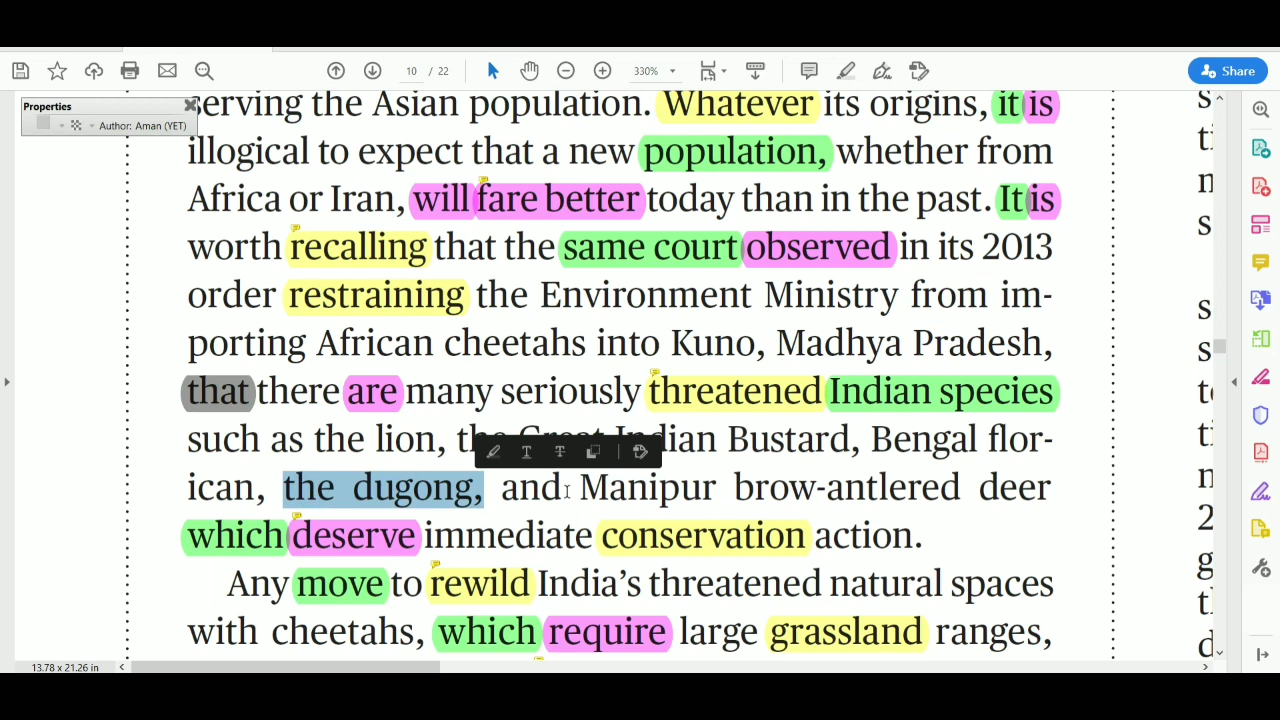 10 / 22
330%
Share
Properties
Author: Aman (YET)
serving the Asian population. Whatever its origins, it is
illogical to expect that a new population, whether from
Africa or Iran, will fare better today than in the past. It is
worth recalling that the same court observed in its 2013
order restraining the Environment Ministry from im-
porting African cheetahs into Kuno, Madhya Pradesh,
that there are many seriously threatened Indian species
such as the lion, the Great Indian Bustard, Bengal flor-
ican, the dugong, and Manipur brow-antlered deer
which deserve immediate conservation action.
Any move to rewild India's threatened natural spaces
with cheetahs, which require large grassland ranges,
13.78 x 21.26 in